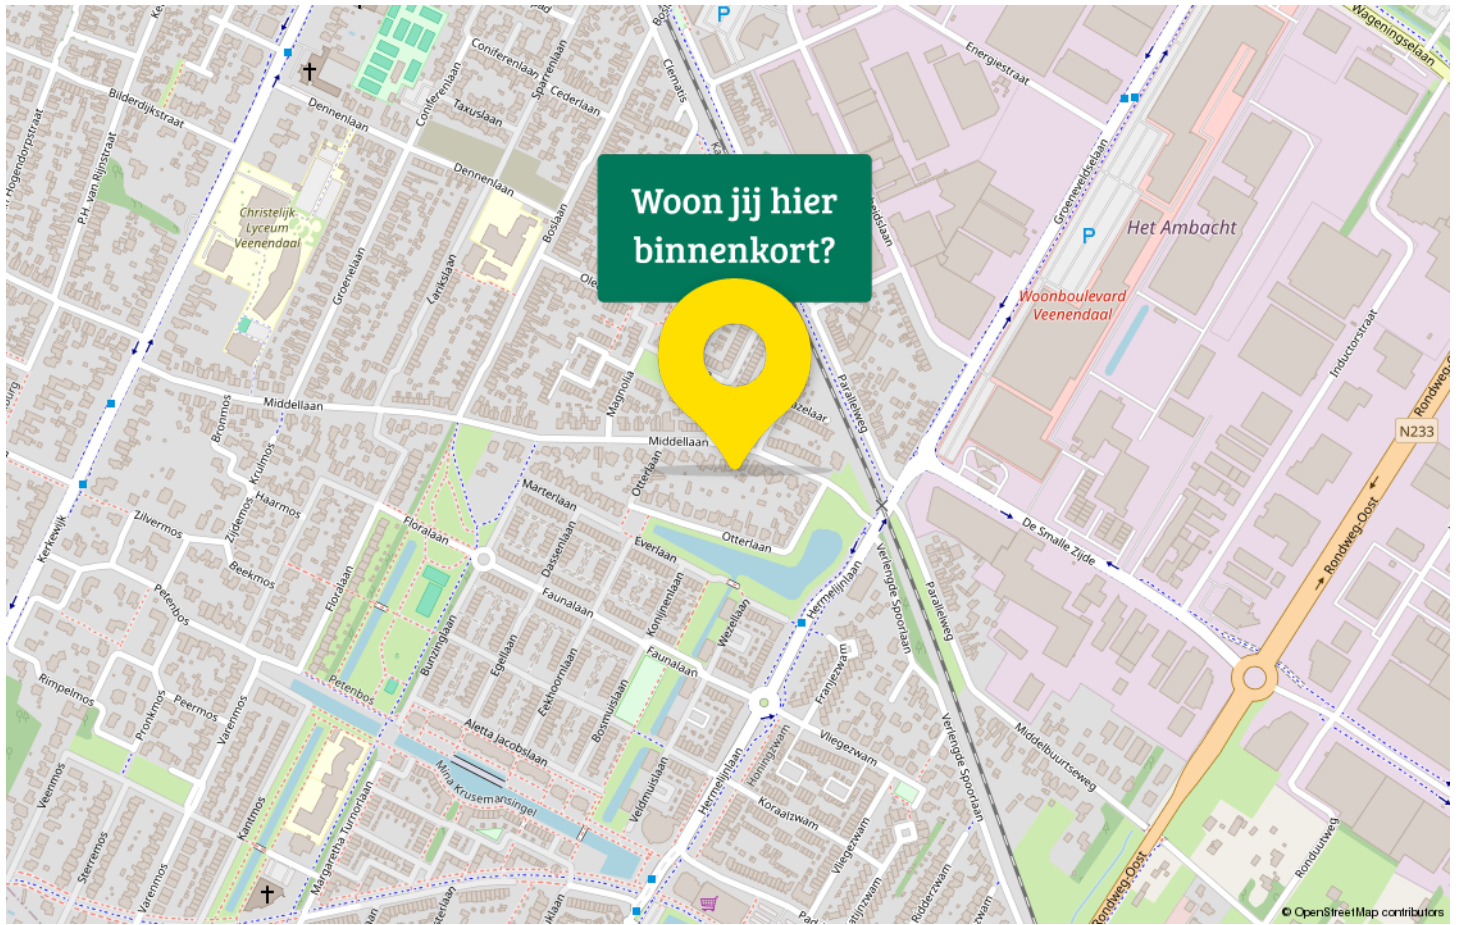 P
Wageningselaan
Energiestraat
Coniferenlaan
Sparrenlaan
Clematis
Cederlaan
Coniferenlaan
Taxuslaan
Bilderdijkstraat
Dennenlaan
Hogendorpstraat
P.H. van Rijnstraat
Dennenlaan
Christelijk
Lyceum
Veenendaal
Boslaan
Groenelaan
Larikslaan
Woon jij hier
binnenkort?
Groeneveldselaan
P
Het Ambacht
Woonboulevard
Veenendaal
Inductorstraat
Rondweg-Oost
N233
Magnolia
Parallelweg
Middellaan
Middellaan
Bronmos
Krulmos
Otterlaan
Marterlaan
Haarmos
Zijdemos
Zilvermos
Kerkewijk
Floralaan
Otterlaan
Everlaan
De Smalle Zijde
Rondweg-Oost
Dassenlaan
Beekmos
Floralaan
Petenbos
Faunalaan
Konijnenlaan
Wezellaan
Hermelijnlaan
Verlengde Spoorlaan
Parallelweg
Bunzinglaan
Egellaan
Eekhoornlaan
Faunalaan
Franjezwam
Rimpelmos
Pronkmos
Peermos
Varenmos
Petenbos
Bosmuislaan
Aletta Jacobslaan
Vliegezwam
Honingzwam
Verlengde Spoorlaan
Middelbuurtseweg
Veenmos
Kantmos
Mina Krusemansingel
Margaretha Turnorlaan
Veldmuislaan
Hermelijnlaan
Koraalzwam
Vliegezwam
Sterremos
Varenmos
Ridderzwam
Rondweg-Oost
Ronduutweg
© OpenStreetMap contributors